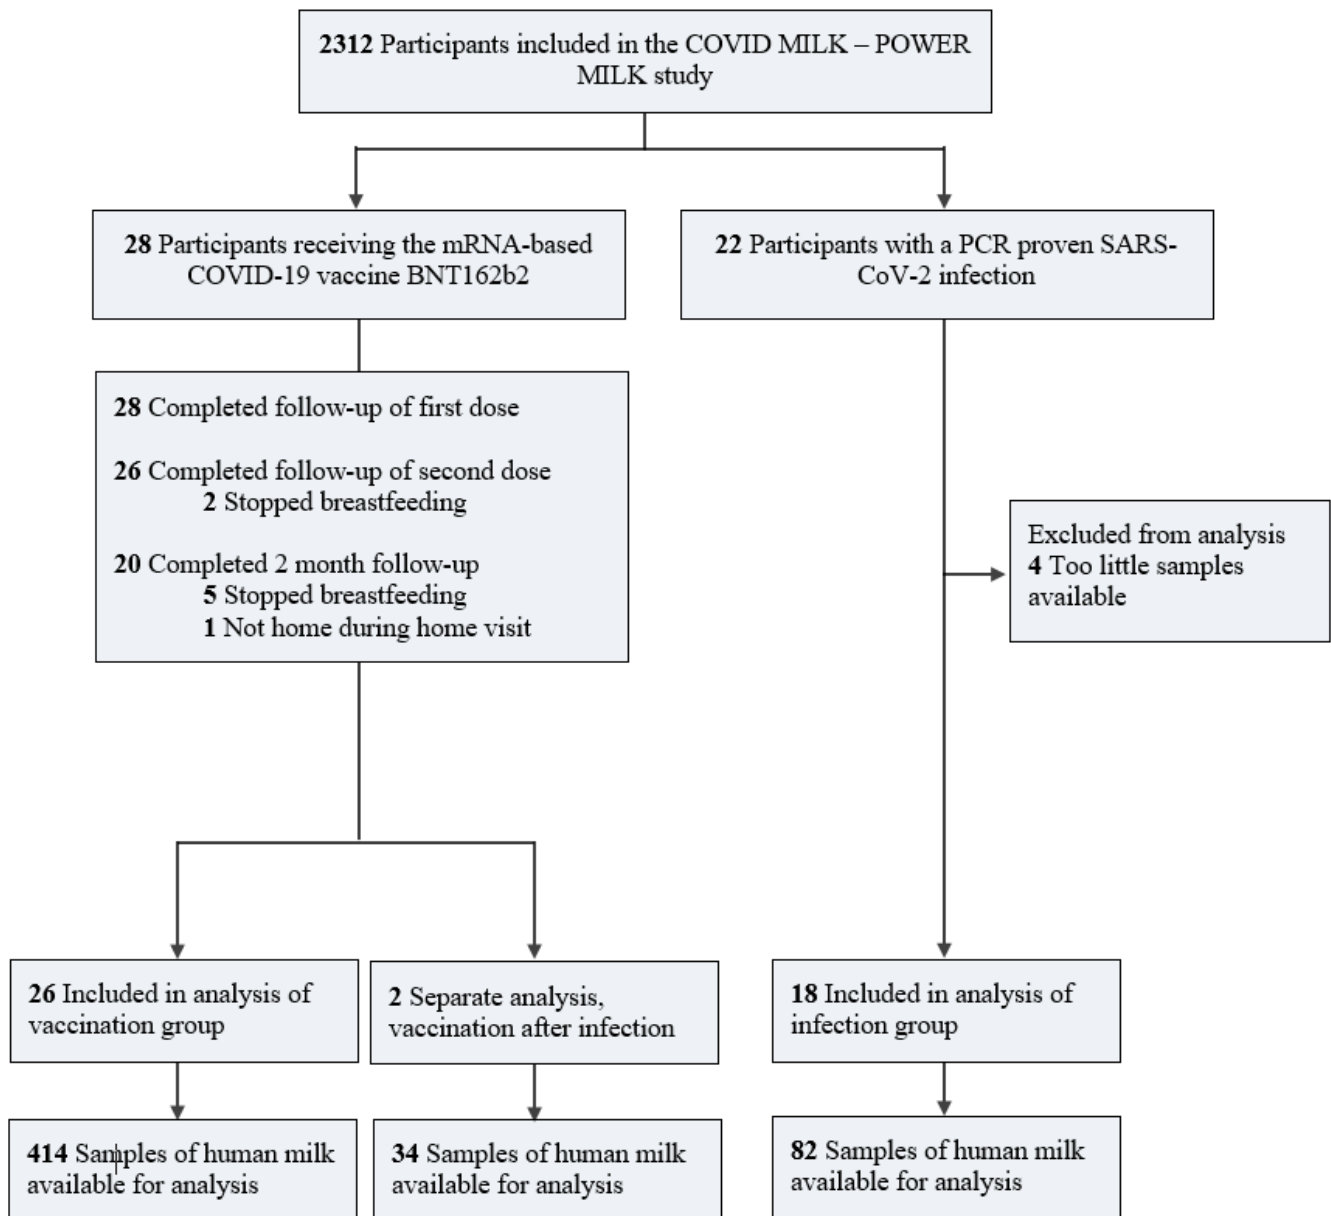 2312 Participants included in the COVID MILK – POWER
MILK study
28 Participants receiving the mRNA-based
COVID-19 vaccine BNT162b2
22 Participants with a PCR proven SARS-
CoV-2 infection
28 Completed follow-up of first dose
26 Completed follow-up of second dose
2 Stopped breastfeeding
20 Completed 2 month follow-up
5 Stopped breastfeeding
1 Not home during home visit
Excluded from analysis
4 Too little samples
available
26 Included in analysis of
vaccination group
2 Separate analysis,
vaccination after infection
18 Included in analysis of
infection group
414 Samples of human milk
available for analysis
34 Samples of human milk
available for analysis
82 Samples of human milk
available for analysis